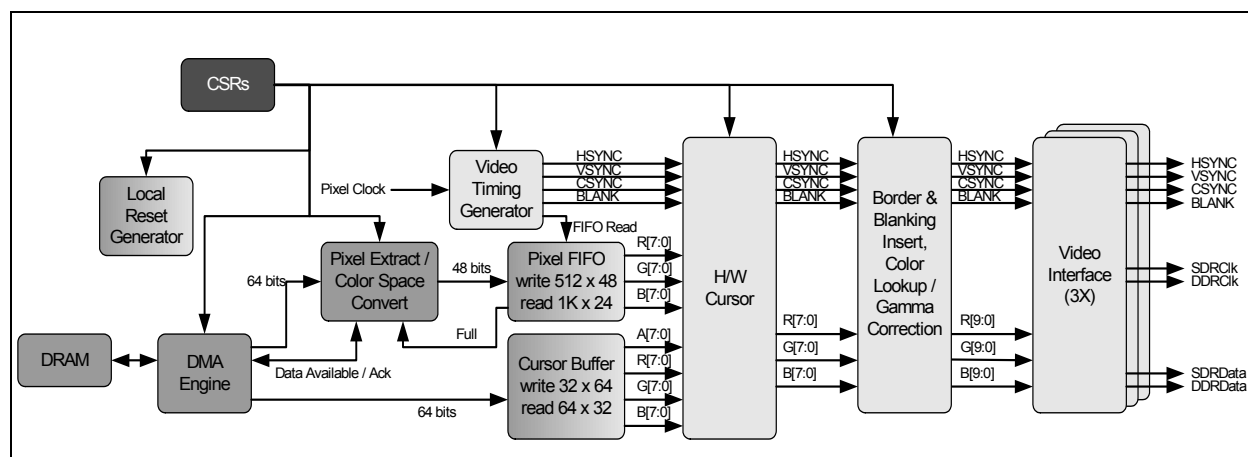 CSRs
Local
Reset
Generator
Pixel Clock
Video
Timing
Generator
HSYNC
VSYNC
CSYNC
BLANK
FIFO Read
64 bits
Pixel Extract /
Color Space
Convert
48 bits
Pixel FIFO
write 512 x 48
read 1K x 24
R[7:0]
G[7:0]
B[7:0]
Full
DRAM
DMA
Engine
Data Available / Ack
64 bits
Cursor Buffer
write 32 x 64
read 64 x 32
A[7:0]
R[7:0]
G[7:0]
B[7:0]
H/W
Cursor
HSYNC
VSYNC
CSYNC
BLANK
R[7:0]
G[7:0]
B[7:0]
Border &
Blanking
Insert,
Color
Lookup /
Gamma
Correction
HSYNC
VSYNC
CSYNC
BLANK
R[9:0]
G[9:0]
B[9:0]
Video
Interface
(3X)
HSYNC
VSYNC
CSYNC
BLANK
SDRClk
DDRClk
SDRData
DDRData